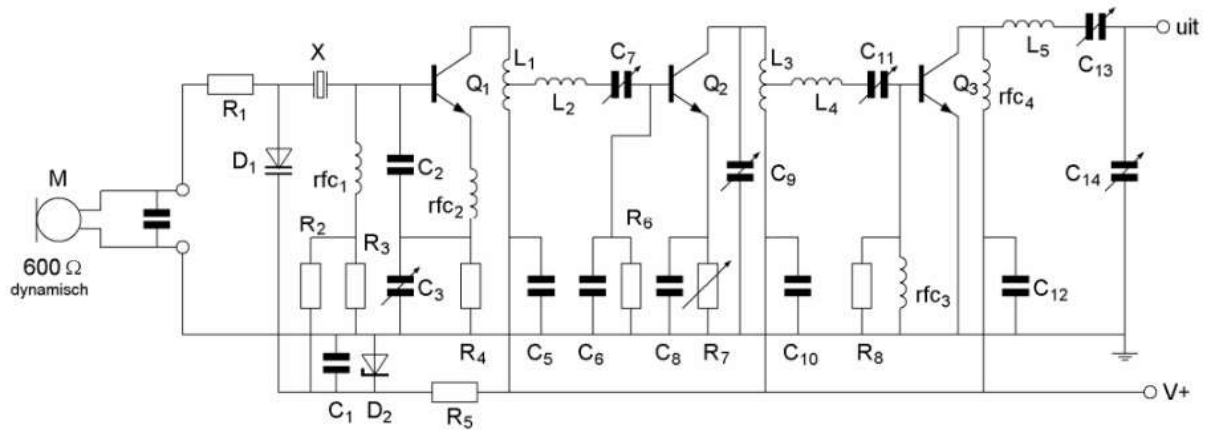 uit
L₅
C₁₃
X
Q₁
L₁
C₇
L₂
Q₂
L₃
C₁₁
L₄
Q₃
rfc₄
R₁
D₁
M
rfc₁
C₂
rfc₂
C₉
C₁₄
R₂
R₃
R₆
600 Ω
dynamisch
C₃
rfc₃
C₁₂
R₄
C₅
C₆
C₈
R₇
C₁₀
R₈
C₁
D₂
R₅
V+